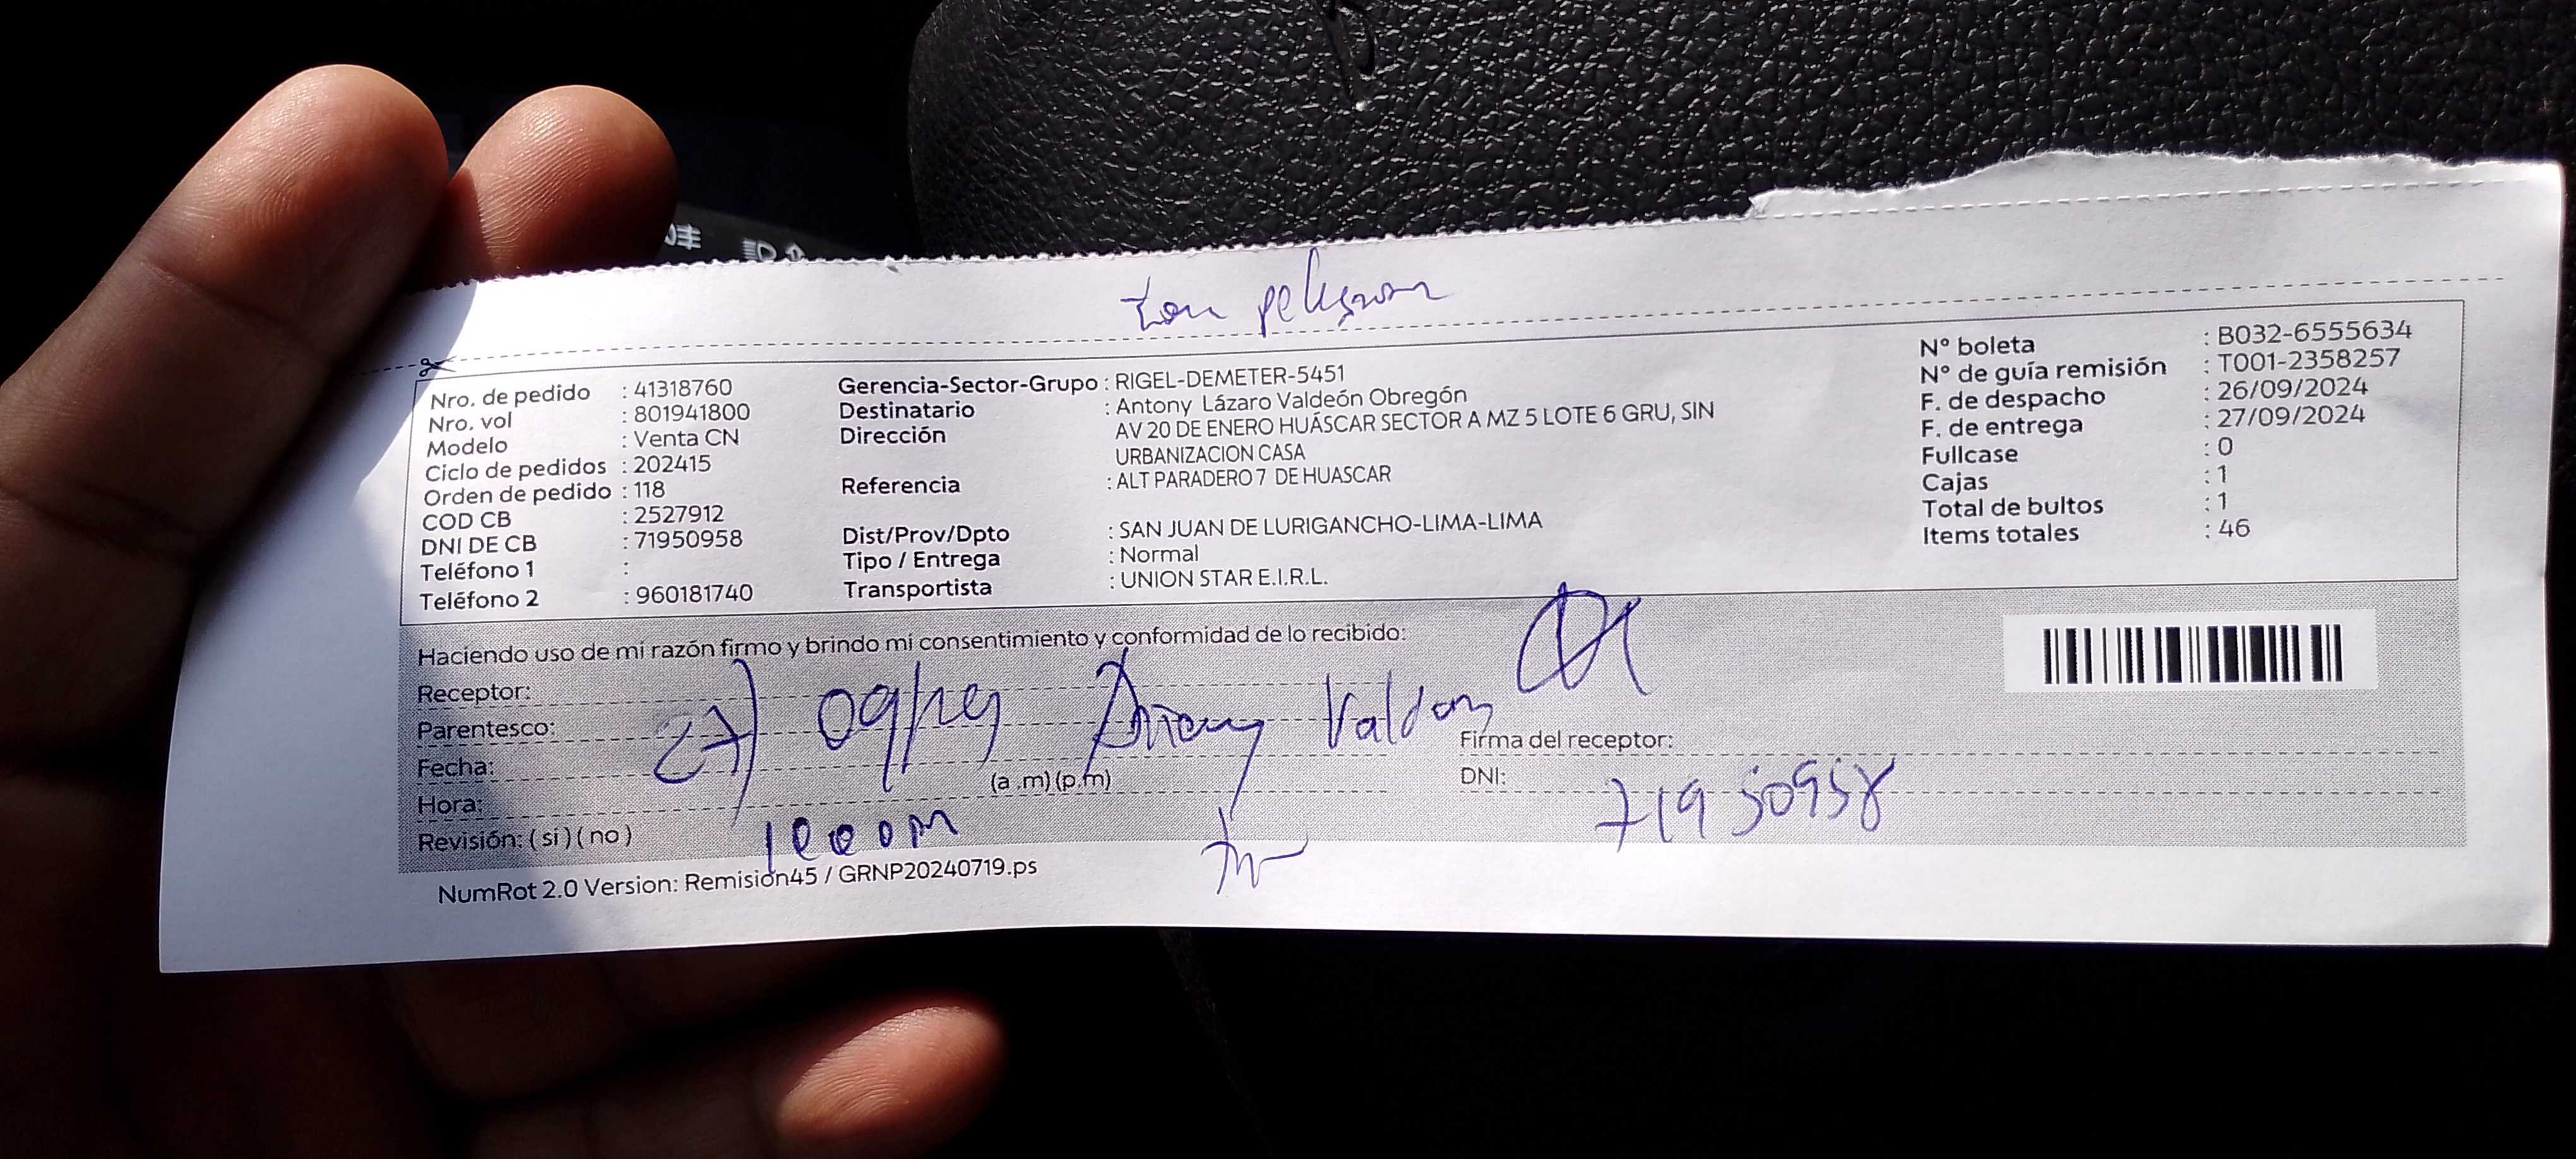 Nro. de pedido : 41318760
Nro. vol : 801941800
Modelo : Venta CN
Ciclo de pedidos : 202415
Orden de pedido : 118
COD CB : 2527912
DNI DE CB : 71950958
Teléfono 1 :
Teléfono 2 : 960181740
Gerencia-Sector-Grupo : RIGEL-DEMETER-5451
Destinatario : Antony Lázaro Valdeón Obregón
Dirección AV 20 DE ENERO HUÁSCAR SECTOR A MZ 5 LOTE 6 GRU, SIN
URBANIZACION CASA
Referencia : ALT PARADERO 7 DE HUASCAR
Dist/Prov/Dpto : SAN JUAN DE LURIGANCHO-LIMA-LIMA
Tipo / Entrega : Normal
Transportista : UNION STAR E.I.R.L.
N° boleta : B032-6555634
N° de guía remisión : T001-2358257
F. de despacho : 26/09/2024
F. de entrega : 27/09/2024
Fullcase : 0
Cajas : 1
Total de bultos : 1
Items totales : 46
Haciendo uso de mi razón firmo y brindo mi consentimiento y conformidad de lo recibido:
Receptor:
Parentesco:
Fecha:
Hora: (a .m) (p.m)
Revisión: ( si ) ( no )
Firma del receptor:
DNI: 71950958
NumRot 2.0 Version: Remision45 / GRNP20240719.ps